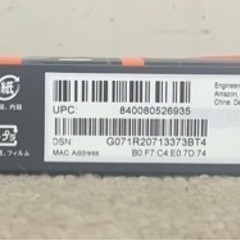 紙
UPC: 840080526935
DSN: G071R20713373BT4
MAC Address B0 F7 C4 E0 7D 74
Engineered
Amazon,
China. De